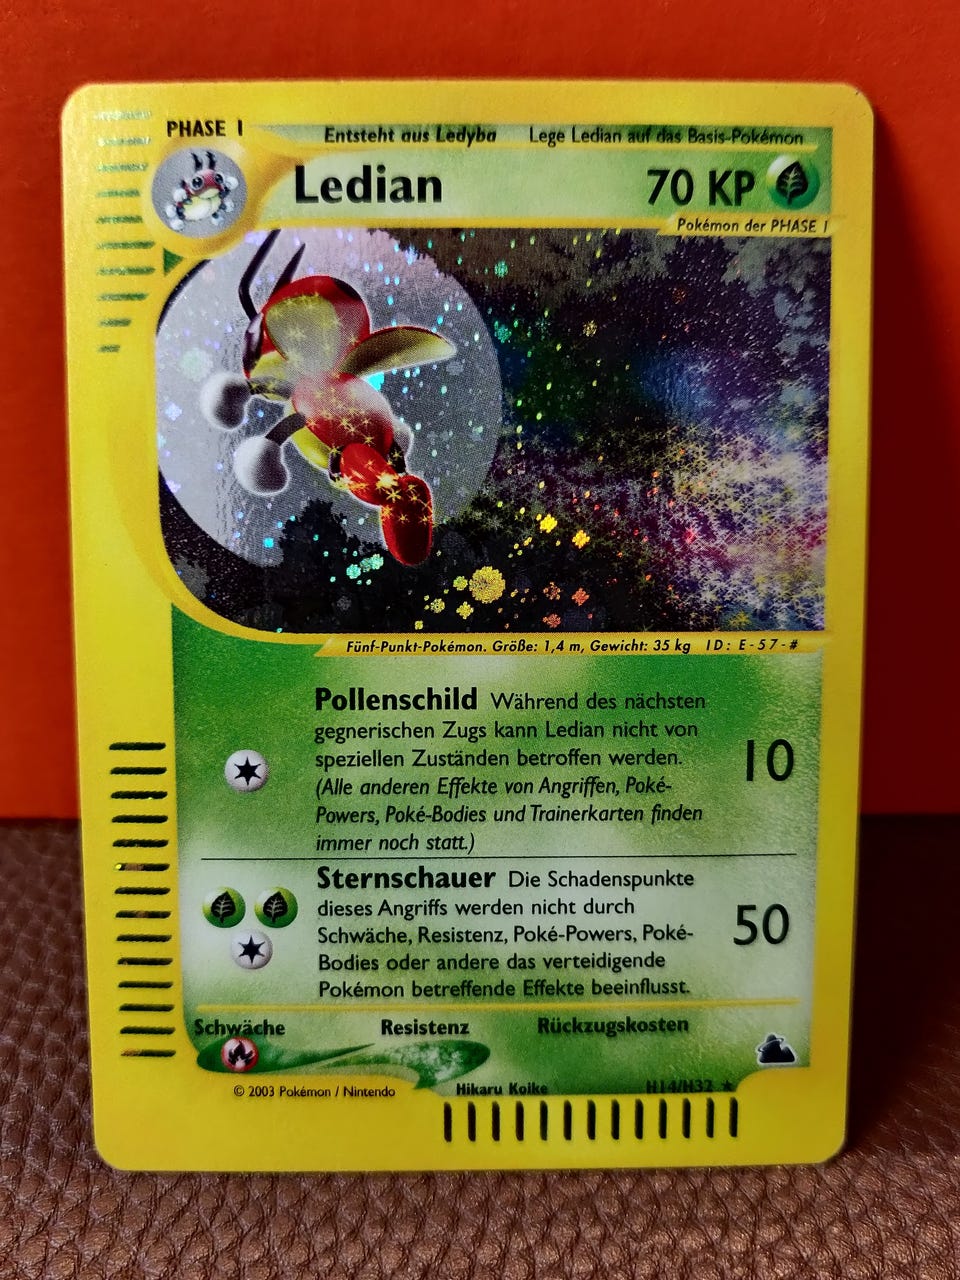 PHASE 1
Entsteht aus Ledyba Lege Ledian auf das Basis-Pokémon
Ledian 70 KP
Pokémon der PHASE 1
Fünf-Punkt-Pokémon. Größe: 1,4 m, Gewicht: 35 kg ID: E-57-#
Pollenschild Während des nächsten
gegnerischen Zugs kann Ledian nicht von
speziellen Zuständen betroffen werden.
(Alle anderen Effekte von Angriffen, Poké-
Powers, Poké-Bodies und Trainerkarten finden
immer noch statt.)
10
Sternschauer Die Schadenspunkte
dieses Angriffs werden nicht durch
Schwäche, Resistenz, Poké-Powers, Poké-
Bodies oder andere das verteidigende
Pokémon betreffende Effekte beeinflusst.
50
Schwäche Resistenz Rückzugskosten
© 2003 Pokémon / Nintendo Hikaru Koike H14/H32 ★